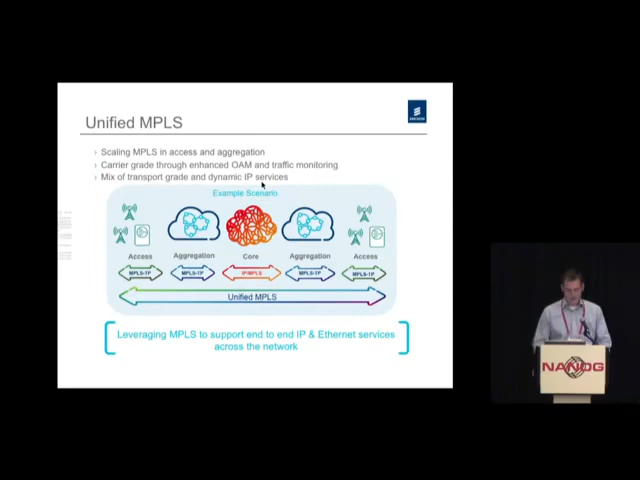 Unified MPLS
ERICSSON
› Scaling MPLS in access and aggregation
› Carrier grade through enhanced OAM and traffic monitoring
› Mix of transport grade and dynamic IP services
Example Scenario
Access Aggregation Core Aggregation Access
MPLS-TP MPLS-TP IP/MPLS MPLS-TP MPLS-TP
Unified MPLS
Leveraging MPLS to support end to end IP & Ethernet services
across the network
NANOG